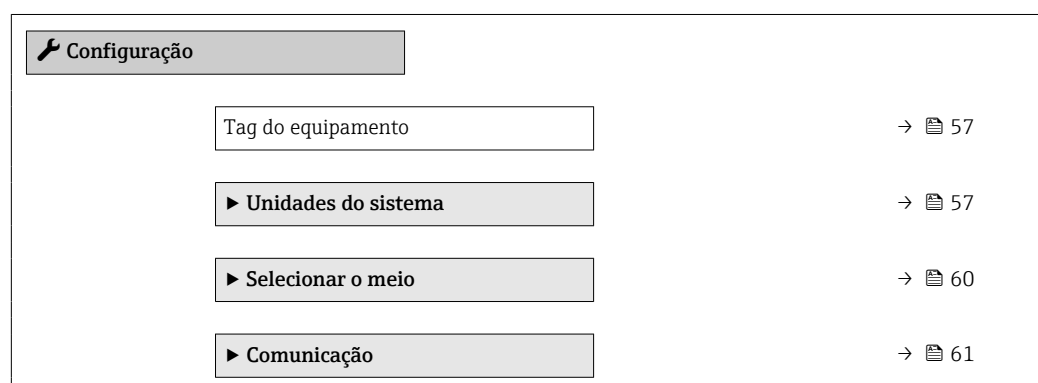 Configuração
Tag do equipamento → 57
▶ Unidades do sistema → 57
▶ Selecionar o meio → 60
▶ Comunicação → 61